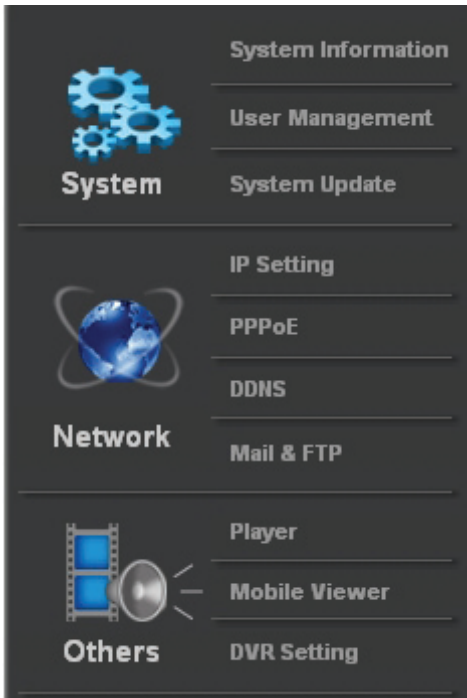 System
System Information
User Management
System Update
Network
IP Setting
PPPoE
DDNS
Mail & FTP
Others
Player
Mobile Viewer
DVR Setting